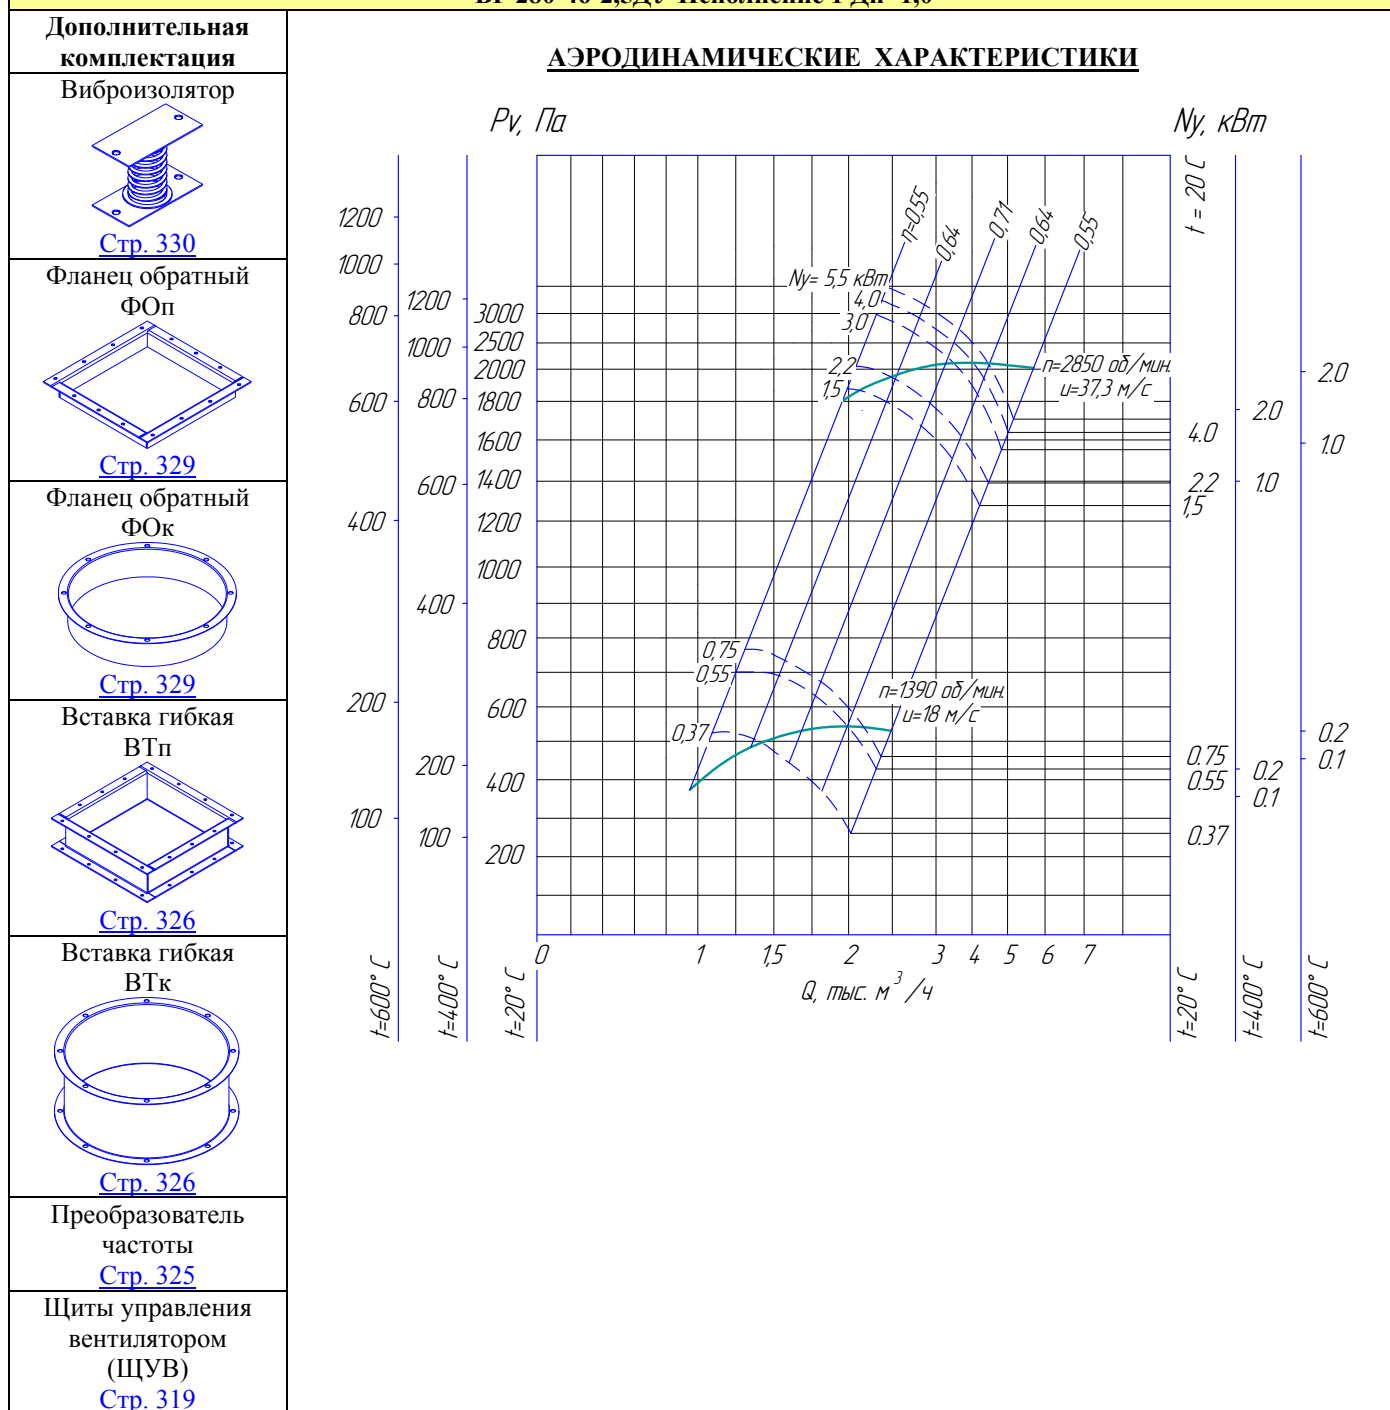 Дополнительная
комплектация
Виброизолятор
Стр. 330
Фланец обратный
ФОп
Стр. 329
Фланец обратный
ФОк
Стр. 329
Вставка гибкая
ВТп
Стр. 326
Вставка гибкая
ВТк
Стр. 326
Преобразователь
частоты
Стр. 325
Щиты управления
вентилятором
(ЩУВ)
Стр. 319
АЭРОДИНАМИЧЕСКИЕ ХАРАКТЕРИСТИКИ
Pv, Па
Ny, кВт
1200
1000
800
600
400
200
100
t=600° C
1200
1000
800
600
400
200
100
t=400° C
3000
2500
2000
1800
1600
1400
1200
1000
800
600
400
200
t=20° C
η=0,55
0,64
0,71
0,64
0,55
Ny= 5,5 кВт
4,0
3,0
2,2
1,5
n=2850 об/мин.
u=37,3 м/с
0,75
0,55
0,37
n=1390 об/мин.
u=18 м/с
0 1 1,5 2 3 4 5 6 7
Q, тыс. м³/ч
t = 20 C
4.0
2.2
1,5
0.75
0.55
0.37
t=20° C
2.0
1.0
0.2
0.1
t=400° C
2.0
1.0
0.2
0.1
t=600° C